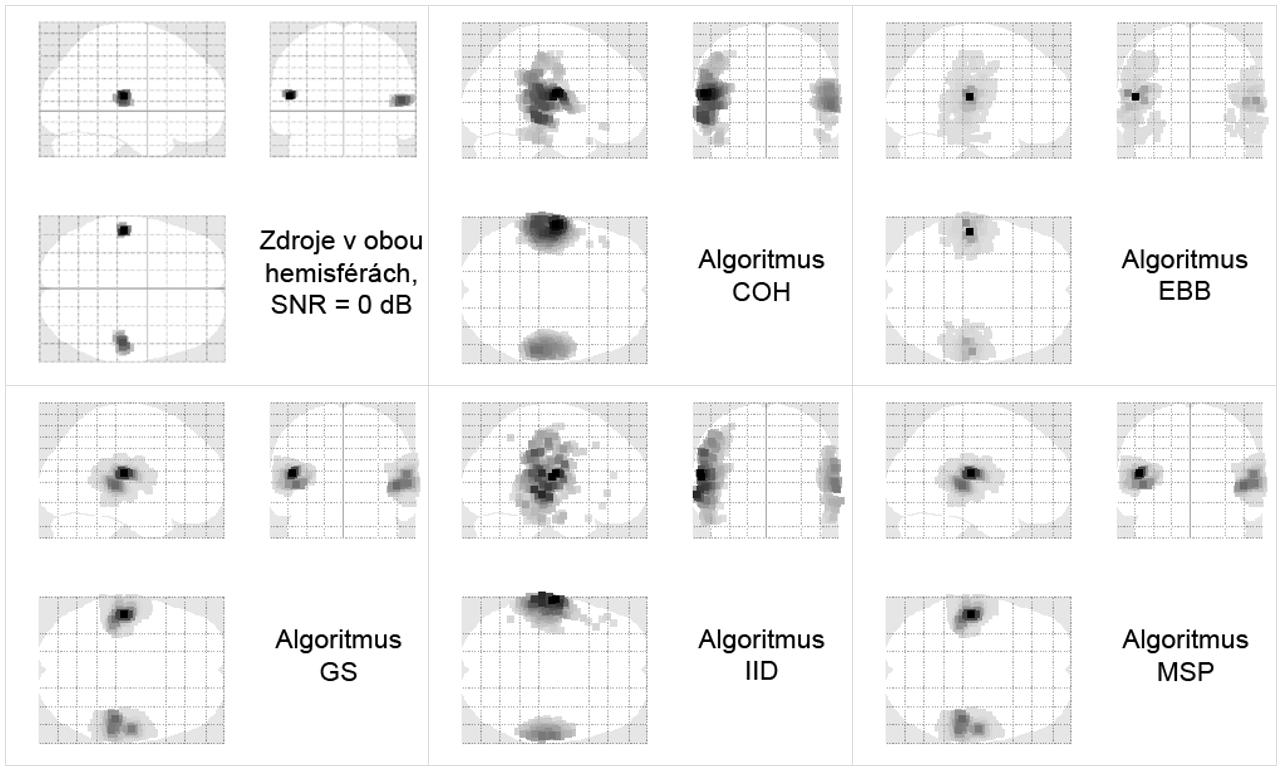 Zdroje v obou
hemisférách,
SNR = 0 dB
Algoritmus
COH
Algoritmus
EBB
Algoritmus
GS
Algoritmus
IID
Algoritmus
MSP